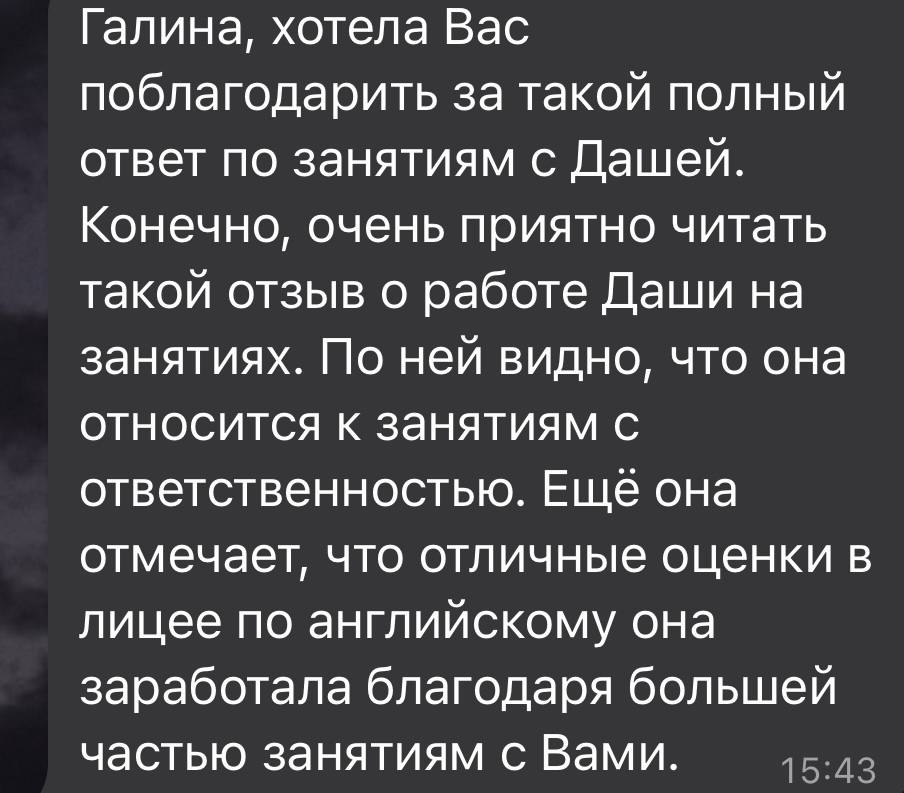 Галина, хотела Вас
поблагодарить за такой полный
ответ по занятиям с Дашей.
Конечно, очень приятно читать
такой отзыв о работе Даши на
занятиях. По ней видно, что она
относится к занятиям с
ответственностью. Ещё она
отмечает, что отличные оценки в
лицее по английскому она
заработала благодаря большей
частью занятиям с Вами.
15:43